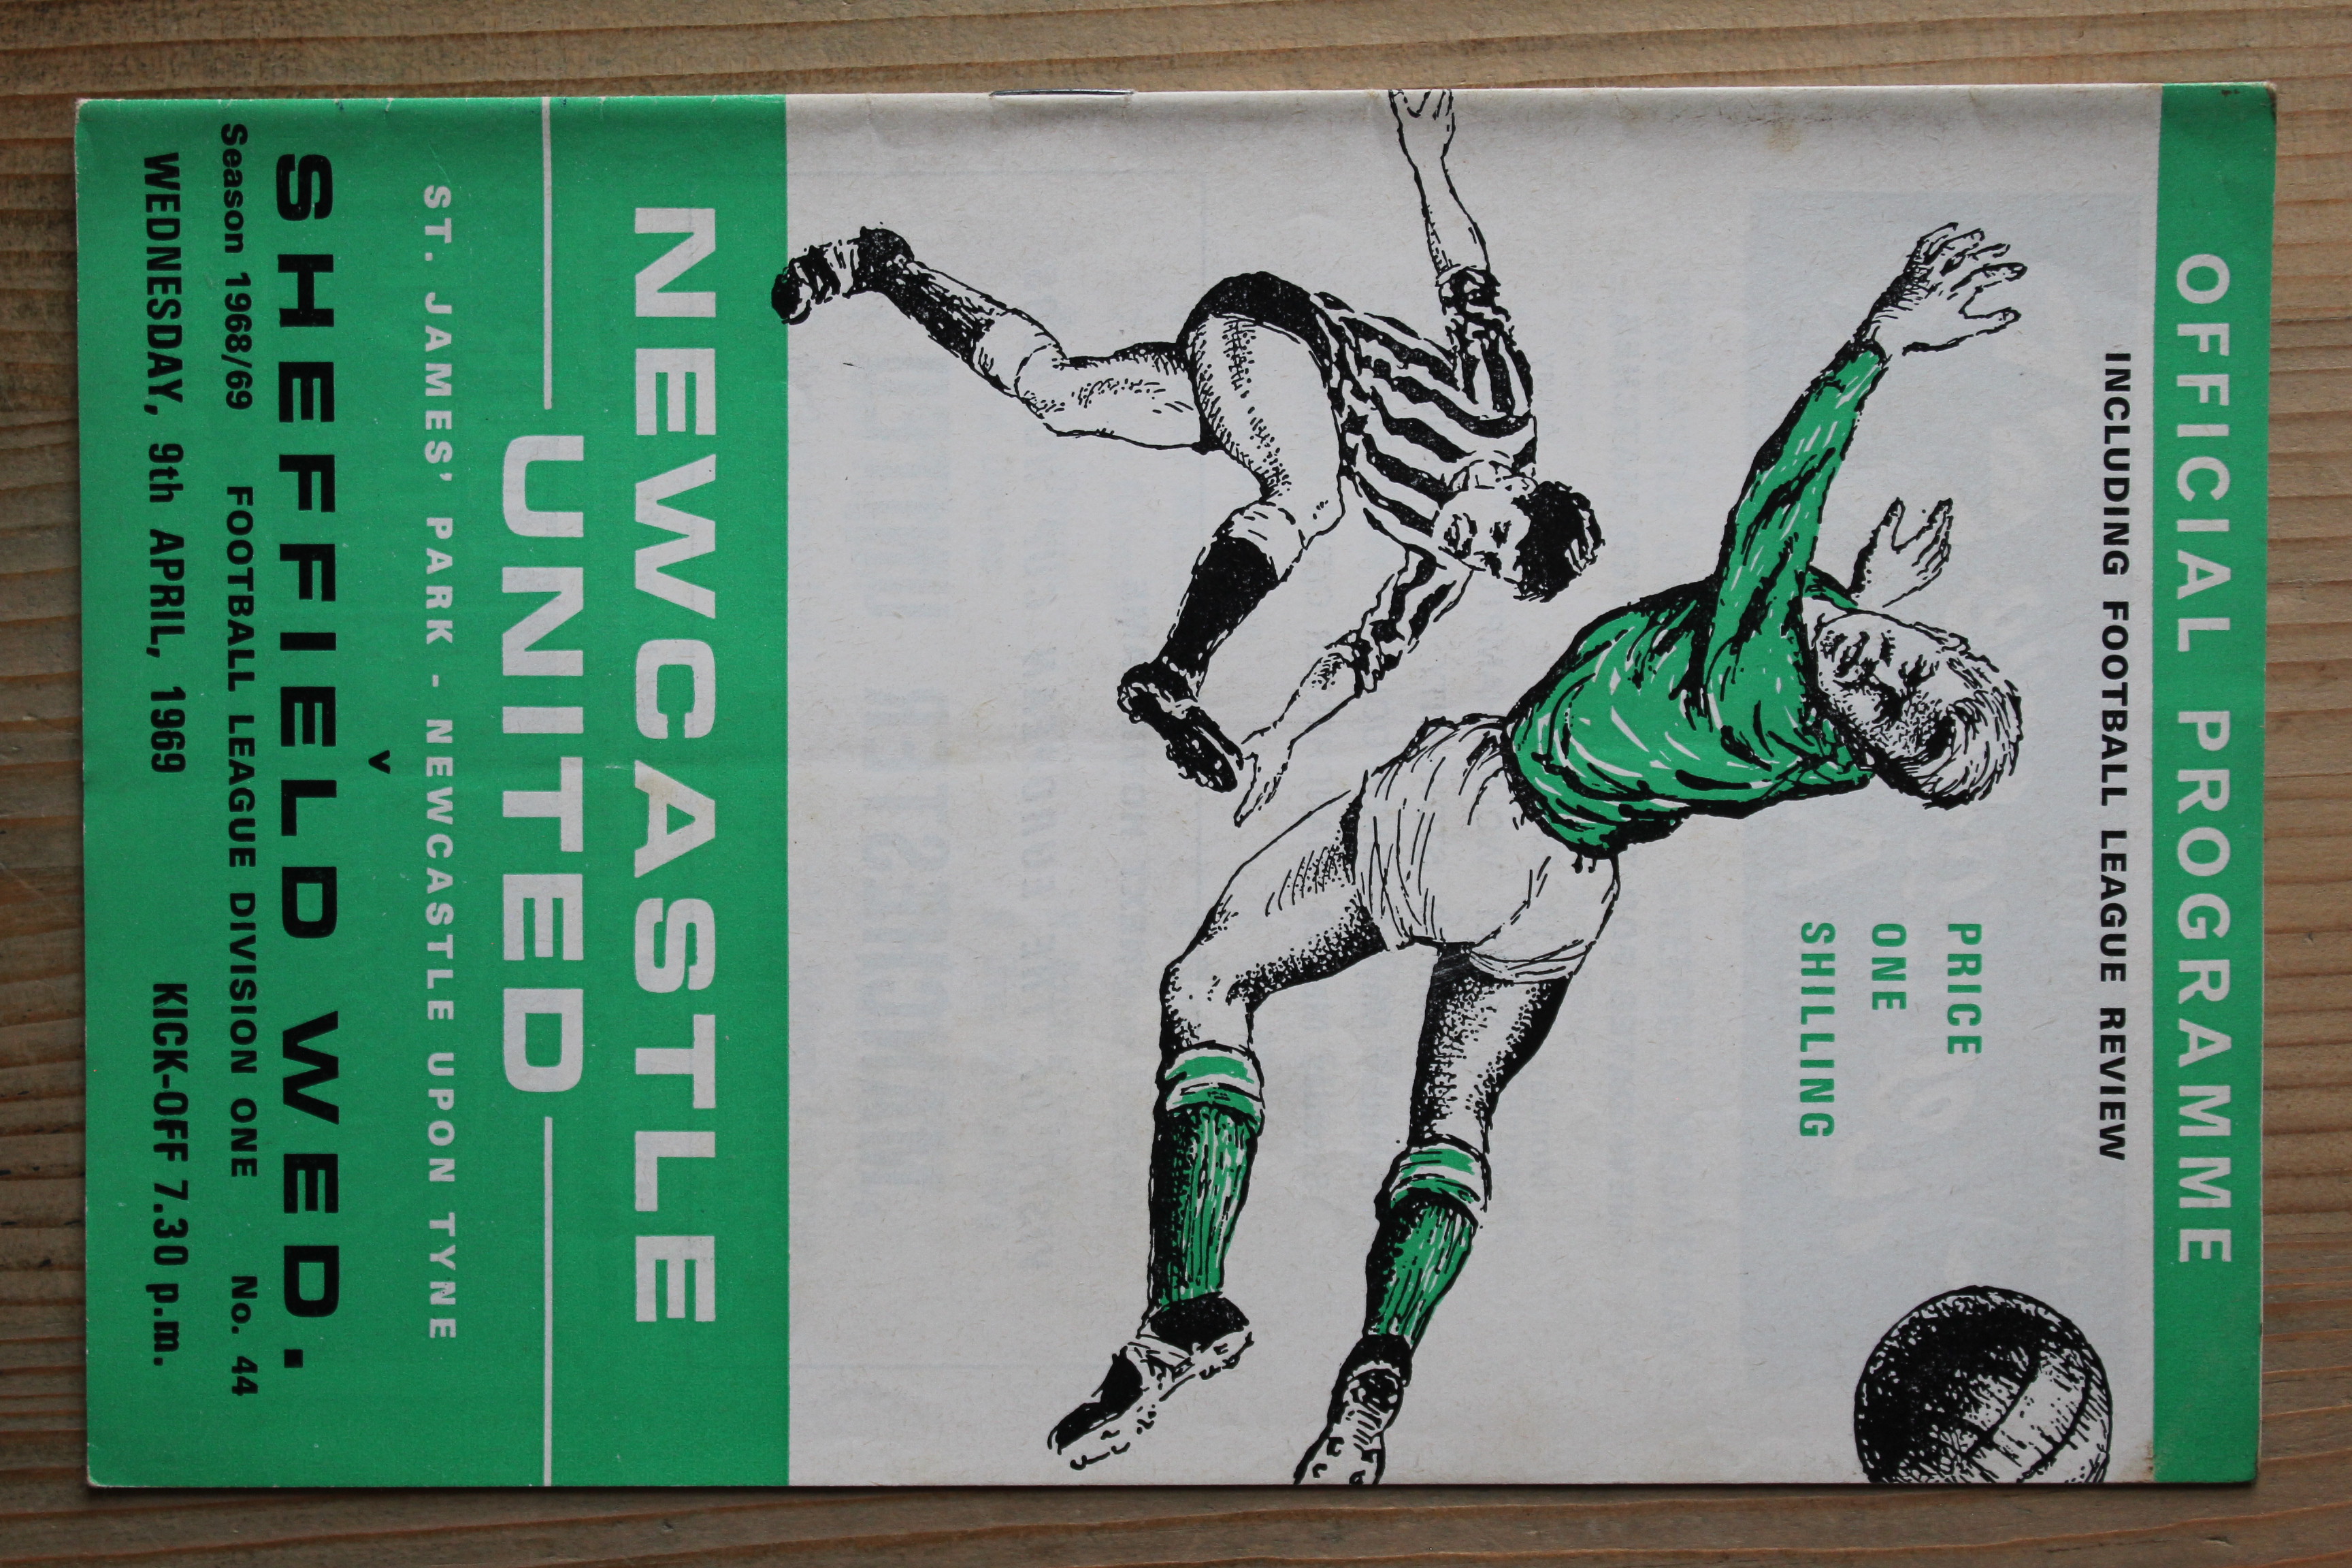 OFFICIAL PROGRAMME
INCLUDING FOOTBALL LEAGUE REVIEW
PRICE
ONE
SHILLING
NEWCASTLE
UNITED
ST. JAMES' PARK - NEWCASTLE UPON TYNE
v
SHEFFIELD WED.
Season 1968/69 FOOTBALL LEAGUE DIVISION ONE No. 44
WEDNESDAY, 9th APRIL, 1969 KICK-OFF 7.30 p.m.